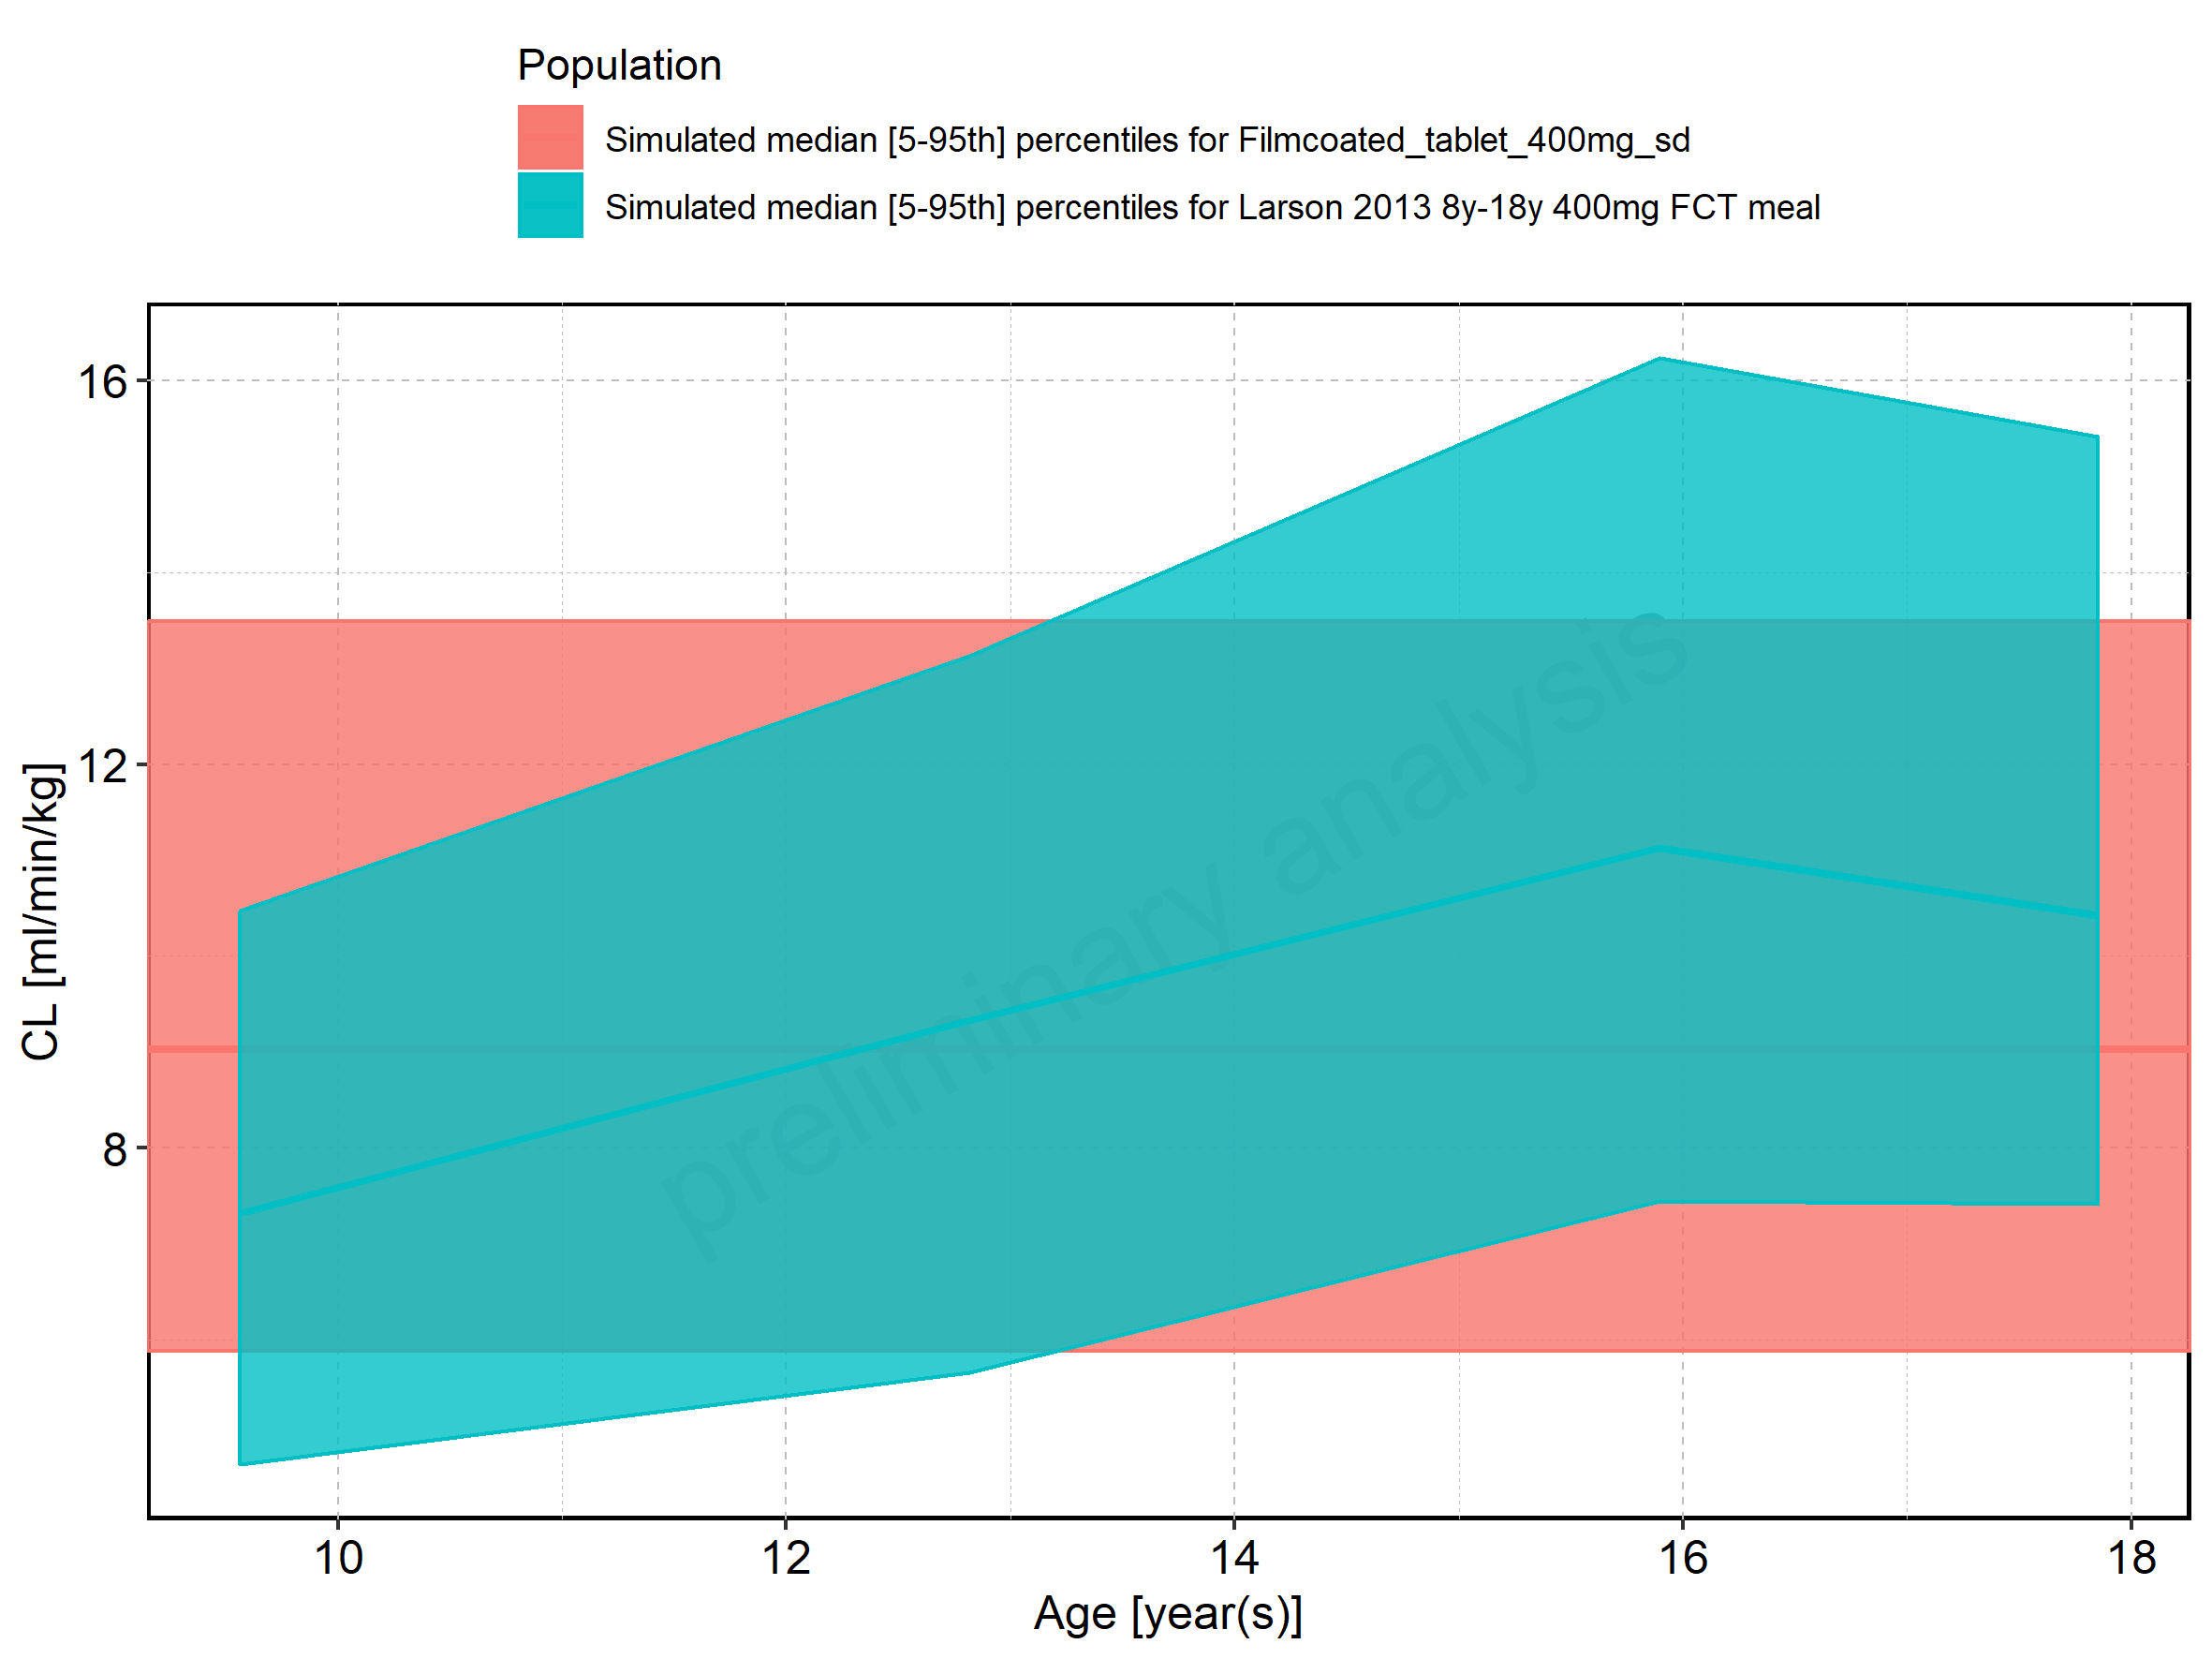 Population
Simulated median [5-95th] percentiles for Filmcoated_tablet_400mg_sd
Simulated median [5-95th] percentiles for Larson 2013 8y-18y 400mg FCT meal
16
12
8
CL [ml/min/kg]
preliminary analysis
10 12 14 16 18
Age [year(s)]